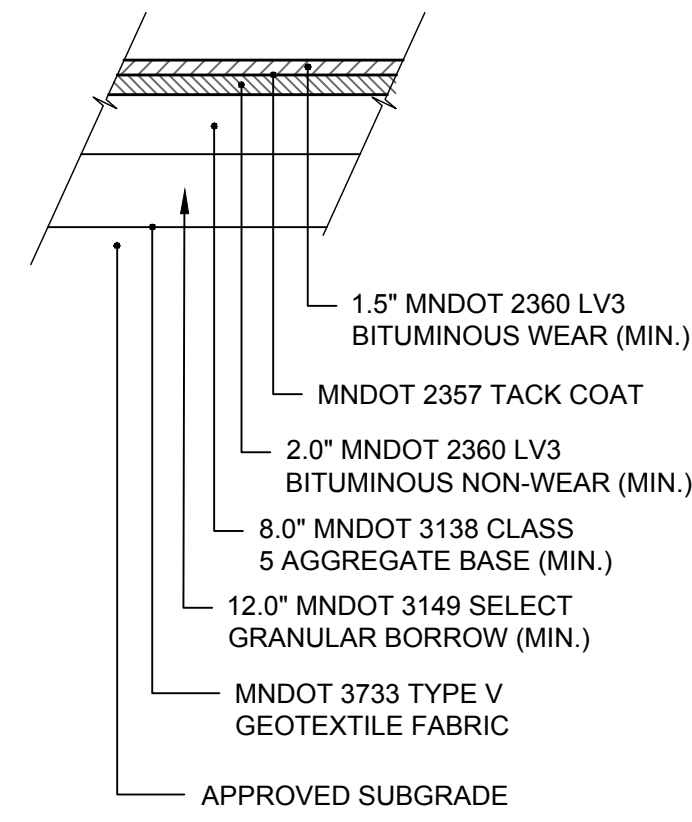 1.5" MNDOT 2360 LV3
BITUMINOUS WEAR (MIN.)
MNDOT 2357 TACK COAT
2.0" MNDOT 2360 LV3
BITUMINOUS NON-WEAR (MIN.)
8.0" MNDOT 3138 CLASS
5 AGGREGATE BASE (MIN.)
12.0" MNDOT 3149 SELECT
GRANULAR BORROW (MIN.)
MNDOT 3733 TYPE V
GEOTEXTILE FABRIC
APPROVED SUBGRADE